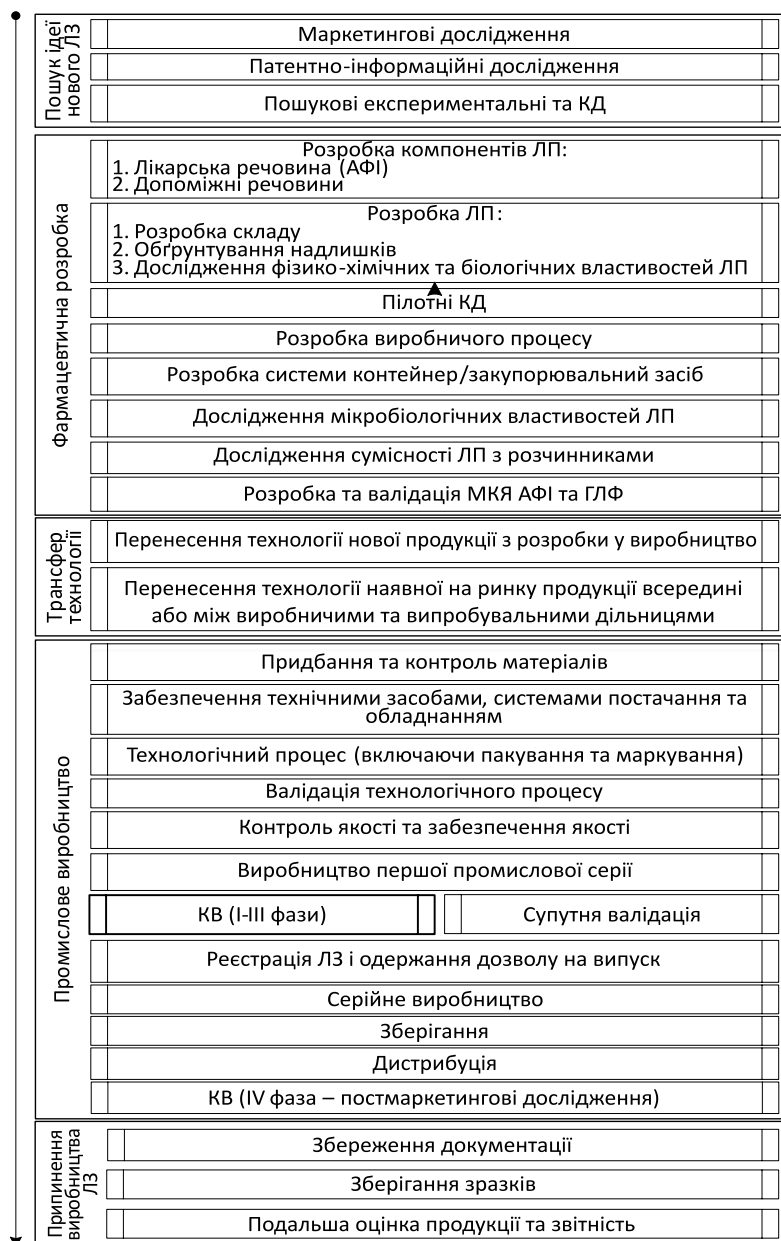 Пошук ідеї
нового ЛЗ
Маркетингові дослідження
Патентно-інформаційні дослідження
Пошукові експериментальні та КД
Фармацевтична розробка
Розробка компонентів ЛП:
1. Лікарська речовина (АФІ)
2. Допоміжні речовини
Розробка ЛП:
1. Розробка складу
2. Обґрунтування надлишків
3. Дослідження фізико-хімічних та біологічних властивостей ЛП
Пілотні КД
Розробка виробничого процесу
Розробка системи контейнер/закупорювальний засіб
Дослідження мікробіологічних властивостей ЛП
Дослідження сумісності ЛП з розчинниками
Розробка та валідація МКЯ АФІ та ГЛФ
Трансфер
технології
Перенесення технології нової продукції з розробки у виробництво
Перенесення технології наявної на ринку продукції всередині
або між виробничими та випробувальними дільницями
Промислове виробництво
Придбання та контроль матеріалів
Забезпечення технічними засобами, системами постачання та
обладнанням
Технологічний процес (включаючи пакування та маркування)
Валідація технологічного процесу
Контроль якості та забезпечення якості
Виробництво першої промислової серії
КВ (І-ІІІ фази)
Супутня валідація
Реєстрація ЛЗ і одержання дозволу на випуск
Серійне виробництво
Зберігання
Дистрибуція
КВ (IV фаза – постмаркетингові дослідження)
Припинення
виробництва
ЛЗ
Збереження документації
Зберігання зразків
Подальша оцінка продукції та звітність